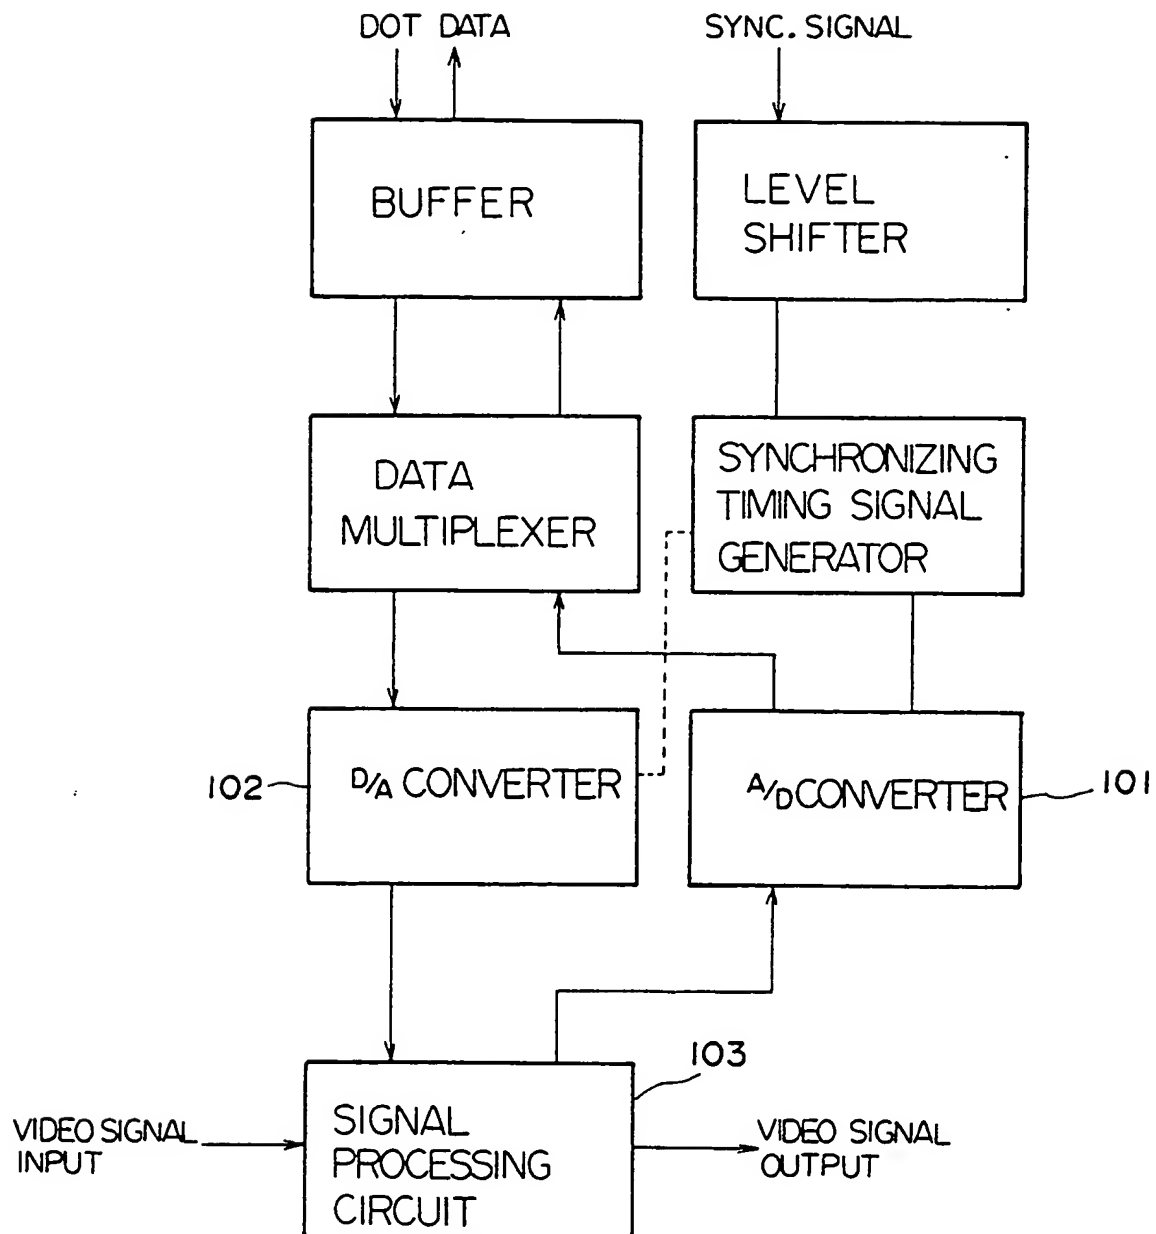 DOT DATA
SYNC. SIGNAL
BUFFER
LEVEL
SHIFTER
DATA
MULTIPLEXER
SYNCHRONIZING
TIMING SIGNAL
GENERATOR
102
D/A CONVERTER
A/D CONVERTER
101
103
VIDEO SIGNAL
INPUT
SIGNAL
PROCESSING
CIRCUIT
VIDEO SIGNAL
OUTPUT